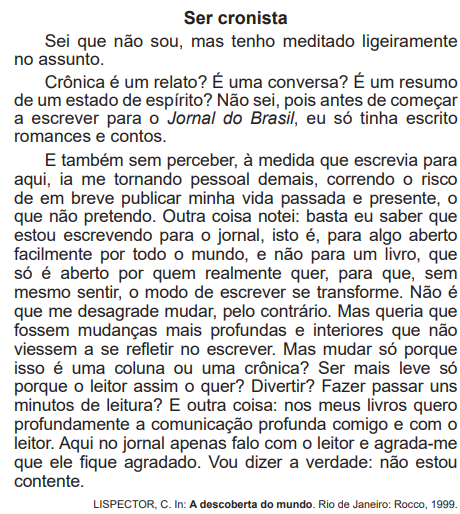 Ser cronista
Sei que não sou, mas tenho meditado ligeiramente
no assunto.
Crônica é um relato? É uma conversa? É um resumo
de um estado de espírito? Não sei, pois antes de começar
a escrever para o Jornal do Brasil, eu só tinha escrito
romances e contos.
E também sem perceber, à medida que escrevia para
aqui, ia me tornando pessoal demais, correndo o risco
de em breve publicar minha vida passada e presente, o
que não pretendo. Outra coisa notei: basta eu saber que
estou escrevendo para o jornal, isto é, para algo aberto
facilmente por todo o mundo, e não para um livro, que
só é aberto por quem realmente quer, para que, sem
mesmo sentir, o modo de escrever se transforme. Não é
que me desagrade mudar, pelo contrário. Mas queria que
fossem mudanças mais profundas e interiores que não
viessem a se refletir no escrever. Mas mudar só porque
isso é uma coluna ou uma crônica? Ser mais leve só
porque o leitor assim o quer? Divertir? Fazer passar uns
minutos de leitura? E outra coisa: nos meus livros quero
profundamente a comunicação profunda comigo e com o
leitor. Aqui no jornal apenas falo com o leitor e agrada-me
que ele fique agradado. Vou dizer a verdade: não estou
contente.
LISPECTOR, C. In: A descoberta do mundo. Rio de Janeiro: Rocco, 1999.